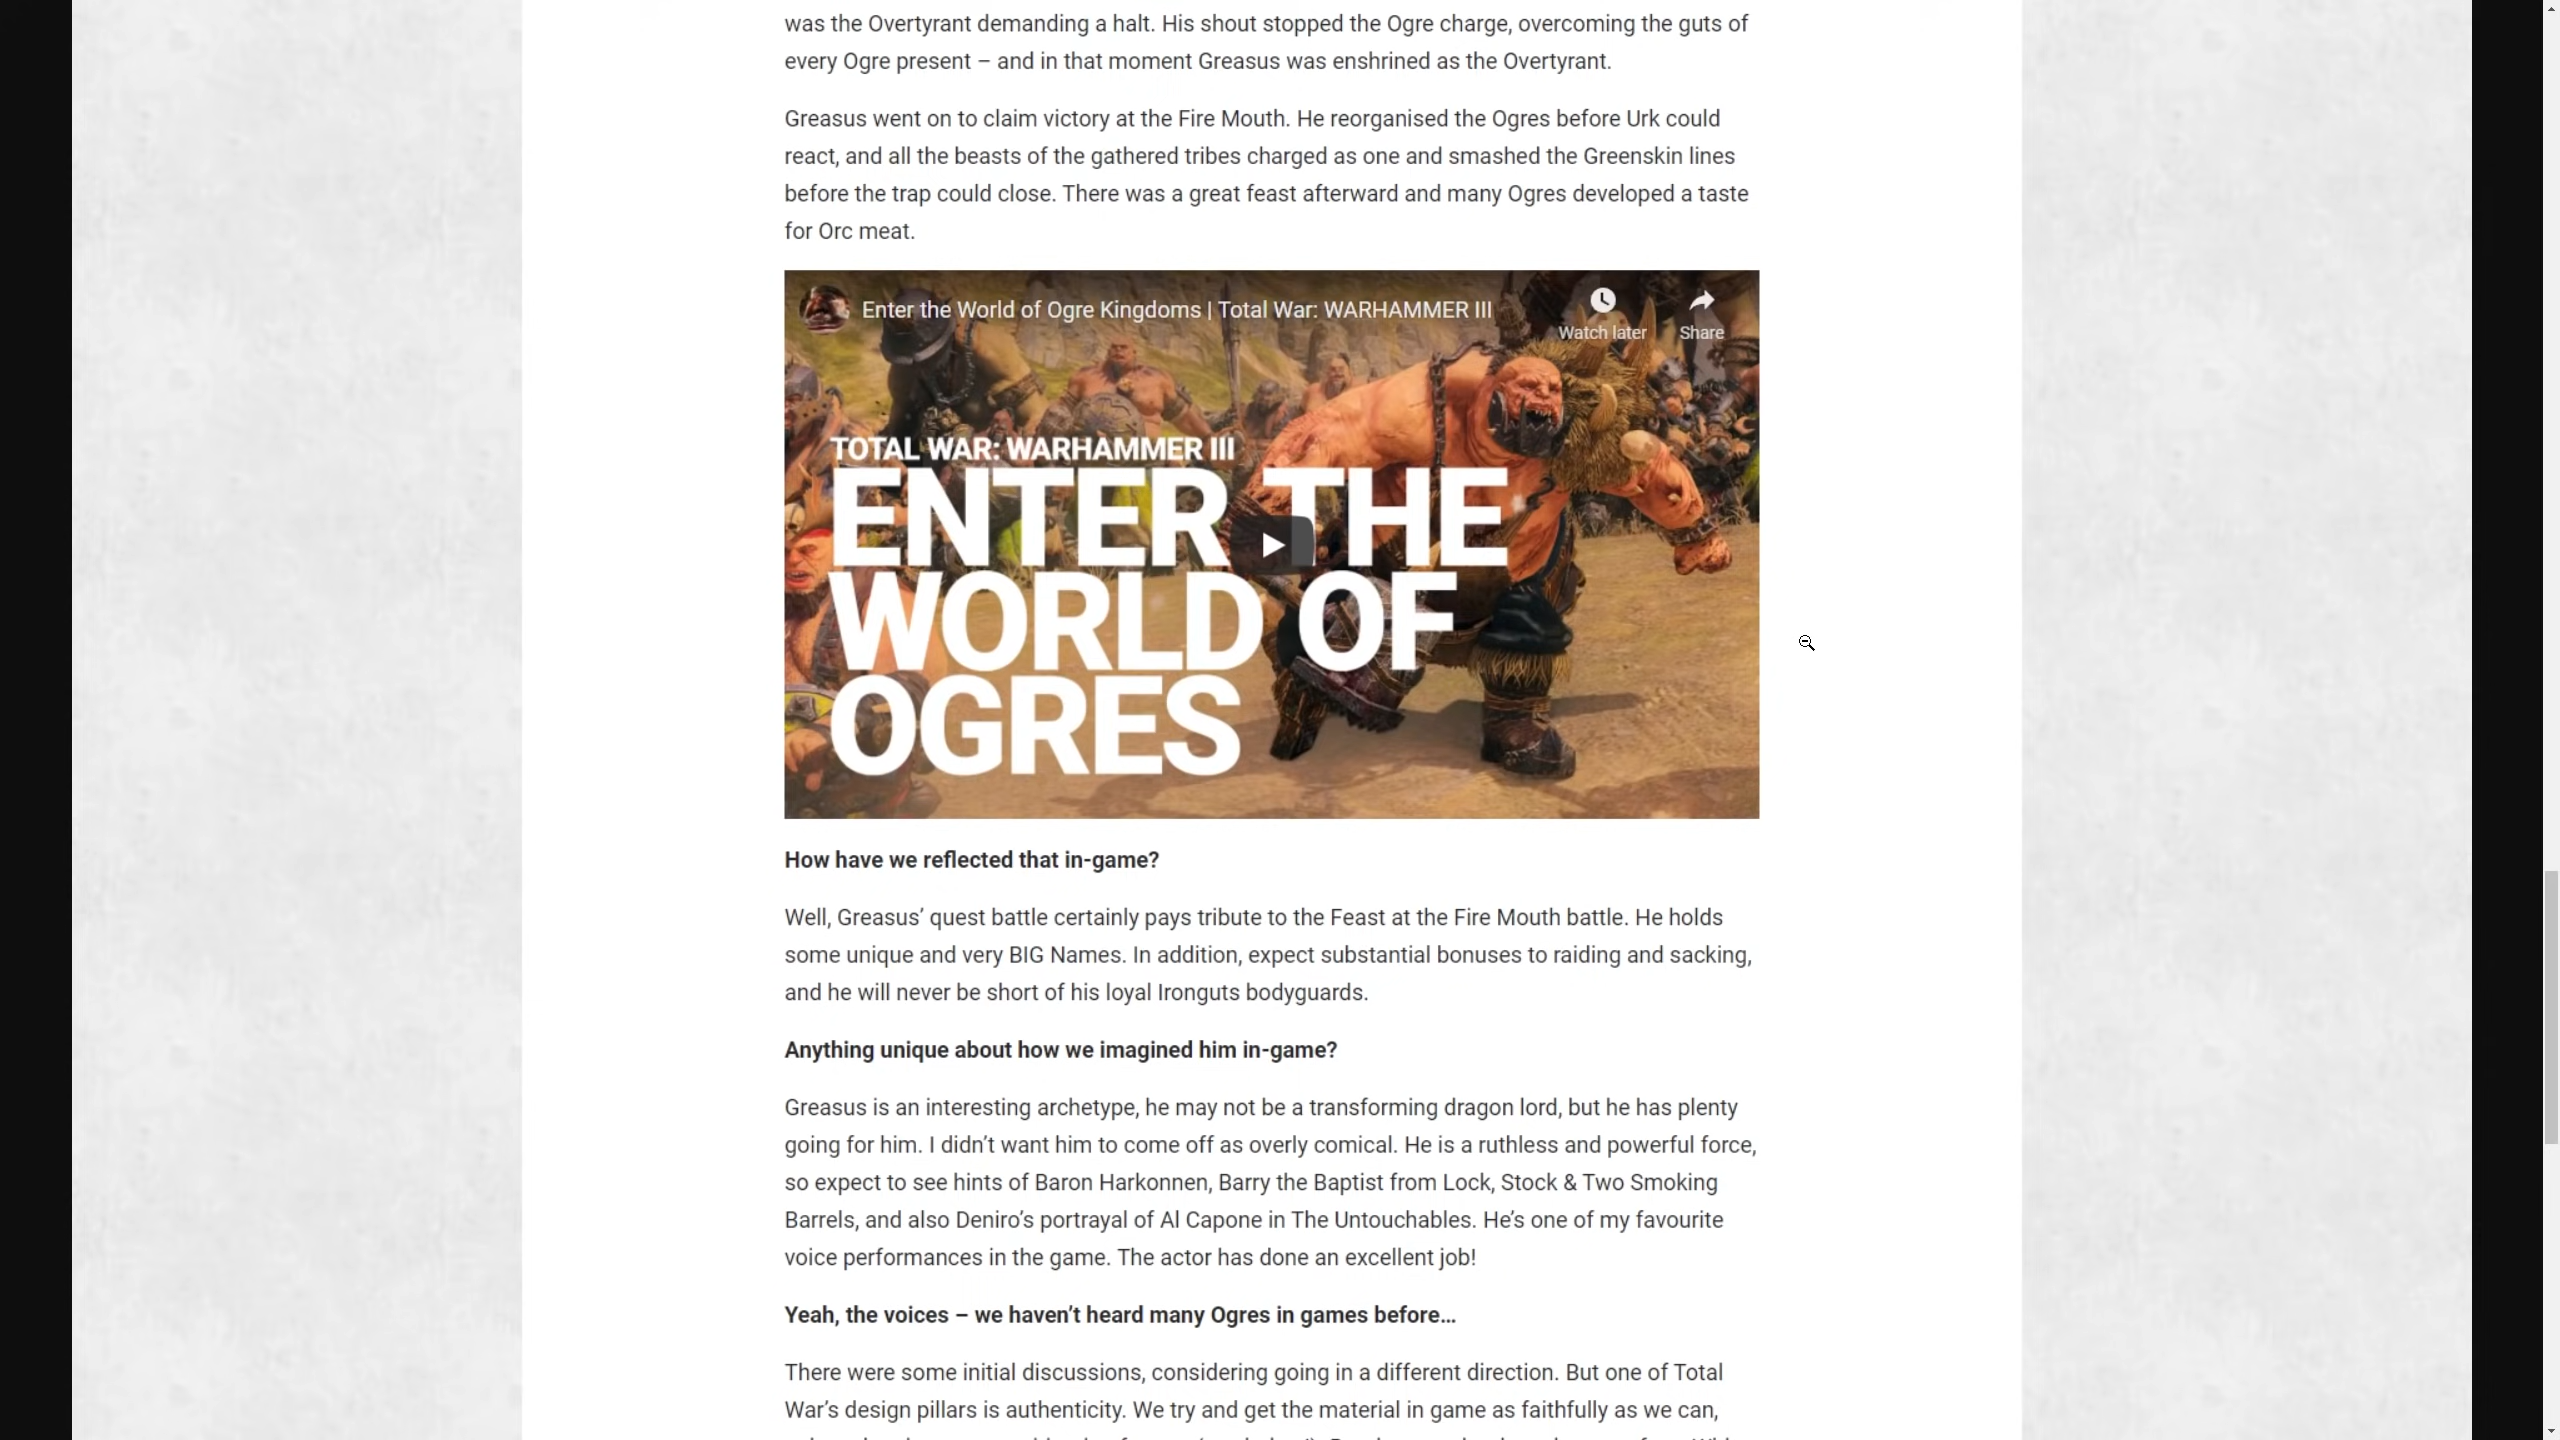 was the Overtyrant demanding a halt. His shout stopped the Ogre charge, overcoming the guts of
every Ogre present – and in that moment Greasus was enshrined as the Overtyrant.
Greasus went on to claim victory at the Fire Mouth. He reorganised the Ogres before Urk could
react, and all the beasts of the gathered tribes charged as one and smashed the Greenskin lines
before the trap could close. There was a great feast afterward and many Ogres developed a taste
for Orc meat.
Enter the World of Ogre Kingdoms | Total War: WARHAMMER III
Watch later
Share
TOTAL WAR: WARHAMMER III
ENTER THE
WORLD OF
OGRES
How have we reflected that in-game?
Well, Greasus’ quest battle certainly pays tribute to the Feast at the Fire Mouth battle. He holds
some unique and very BIG Names. In addition, expect substantial bonuses to raiding and sacking,
and he will never be short of his loyal Ironguts bodyguards.
Anything unique about how we imagined him in-game?
Greasus is an interesting archetype, he may not be a transforming dragon lord, but he has plenty
going for him. I didn’t want him to come off as overly comical. He is a ruthless and powerful force,
so expect to see hints of Baron Harkonnen, Barry the Baptist from Lock, Stock & Two Smoking
Barrels, and also Deniro’s portrayal of Al Capone in The Untouchables. He’s one of my favourite
voice performances in the game. The actor has done an excellent job!
Yeah, the voices – we haven’t heard many Ogres in games before…
There were some initial discussions, considering going in a different direction. But one of Total
War’s design pillars is authenticity. We try and get the material in game as faithfully as we can,